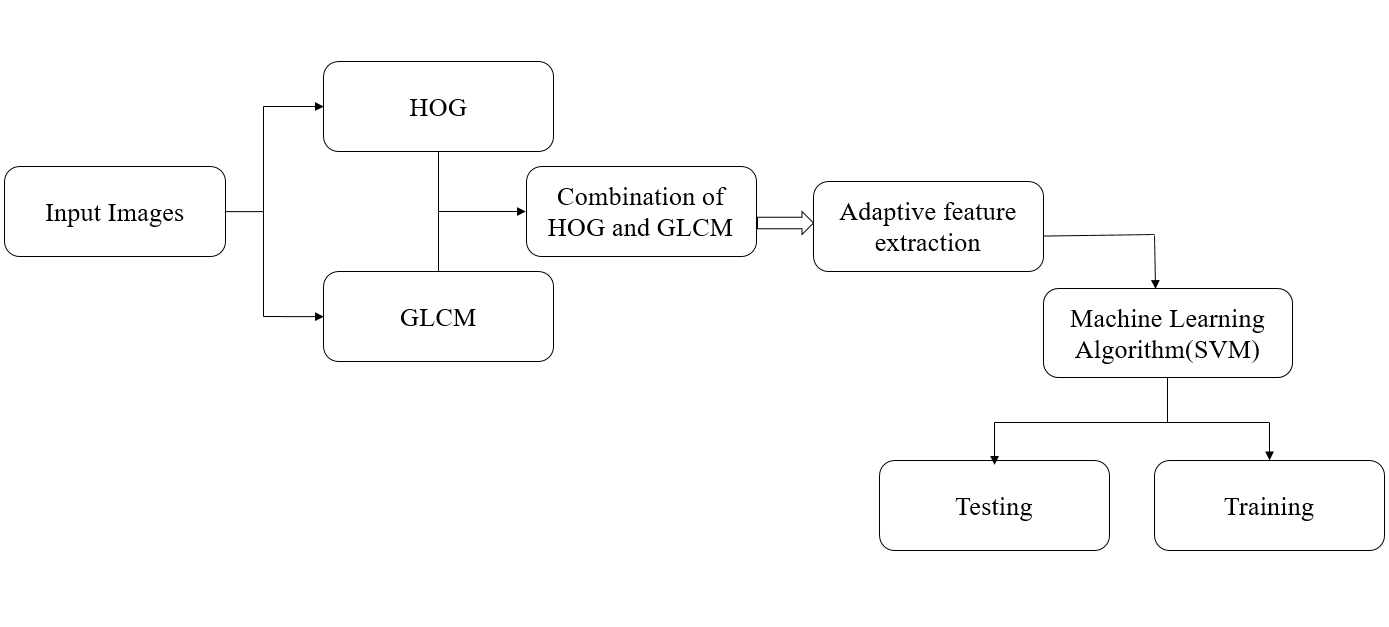 HOG
Input Images
GLCM
Combination of
HOG and GLCM
Adaptive feature
extraction
Machine Learning
Algorithm(SVM)
Testing
Training